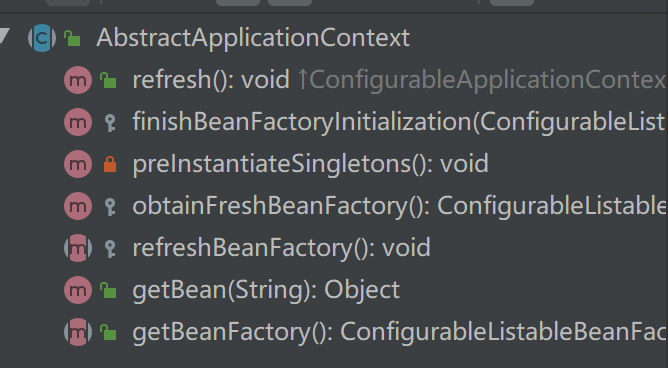 AbstractApplicationContext
refresh(): void ↑ConfigurableApplicationContex
finishBeanFactoryInitialization(ConfigurableList
preInstantiateSingletons(): void
obtainFreshBeanFactory(): ConfigurableListable
refreshBeanFactory(): void
getBean(String): Object
getBeanFactory(): ConfigurableListableBeanFac